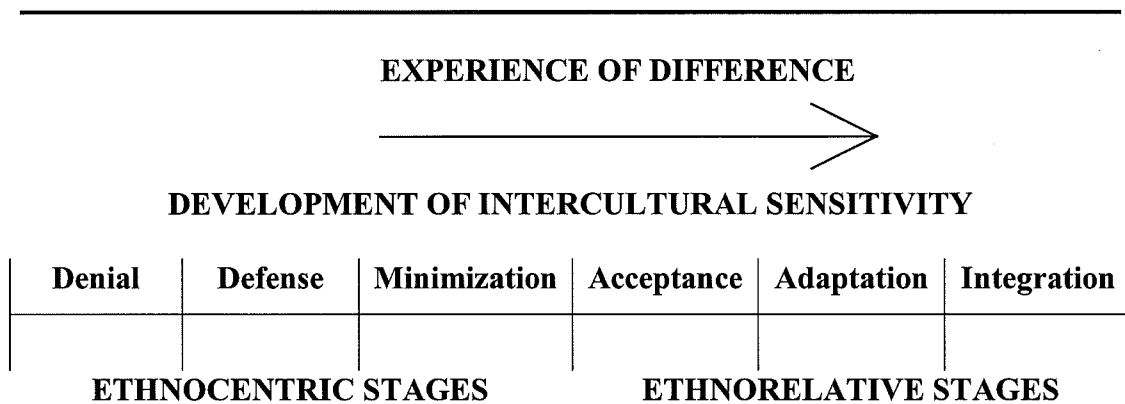 EXPERIENCE OF DIFFERENCE
DEVELOPMENT OF INTERCULTURAL SENSITIVITY
Denial Defense Minimization Acceptance Adaptation Integration
ETHNOCENTRIC STAGES ETHNORELATIVE STAGES